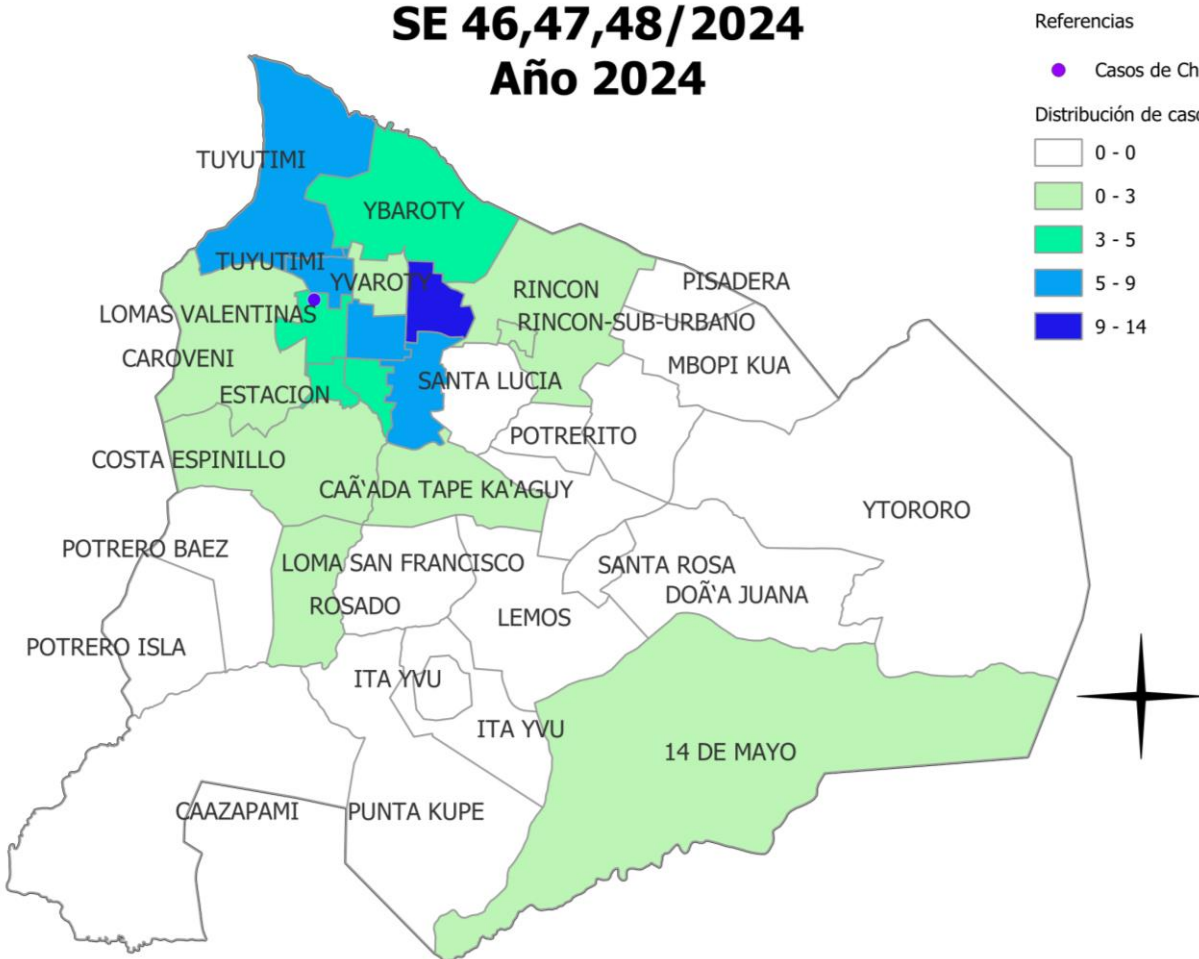 SE 46,47,48/2024
Año 2024
Referencias
Casos de Ch
Distribución de caso
0 - 0
0 - 3
3 - 5
5 - 9
9 - 14
TUYUTIMI
YBAROTY
TUYUTIMI
YVAROTY
RINCON
PISADERA
LOMAS VALENTINAS
RINCON-SUB-URBANO
CAROVENI
MBOPI KUA
ESTACION
SANTA LUCIA
POTRERITO
COSTA ESPINILLO
CAÃ'ADA TAPE KA'AGUY
YTORORO
POTRERO BAEZ
LOMA SAN FRANCISCO
SANTA ROSA
DOÃ'A JUANA
ROSADO
LEMOS
POTRERO ISLA
ITA YVU
ITA YVU
14 DE MAYO
CAAZAPAMI
PUNTA KUPE